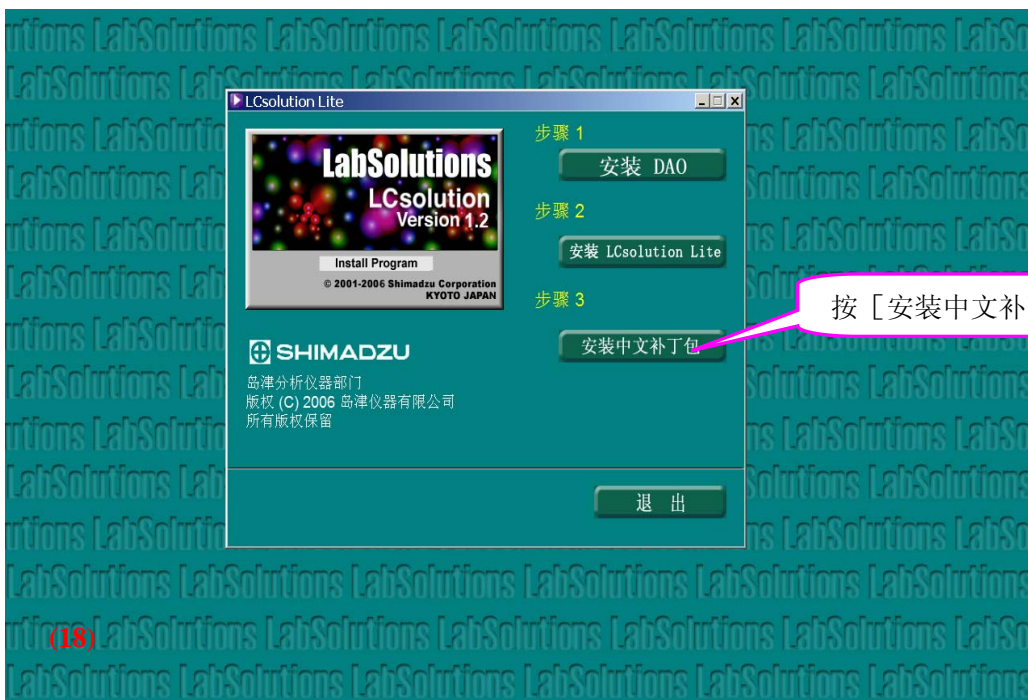 LCsolution Lite
LabSolutions
LCsolution
Version 1.2
Install Program
© 2001-2006 Shimadzu Corporation
KYOTO JAPAN
SHIMADZU
岛津分析仪器部门
版权 (C) 2006 岛津仪器有限公司
所有版权保留
步骤 1
安装 DAO
步骤 2
安装 LCsolution Lite
步骤 3
安装中文补丁包
退 出
按［安装中文补
(18)